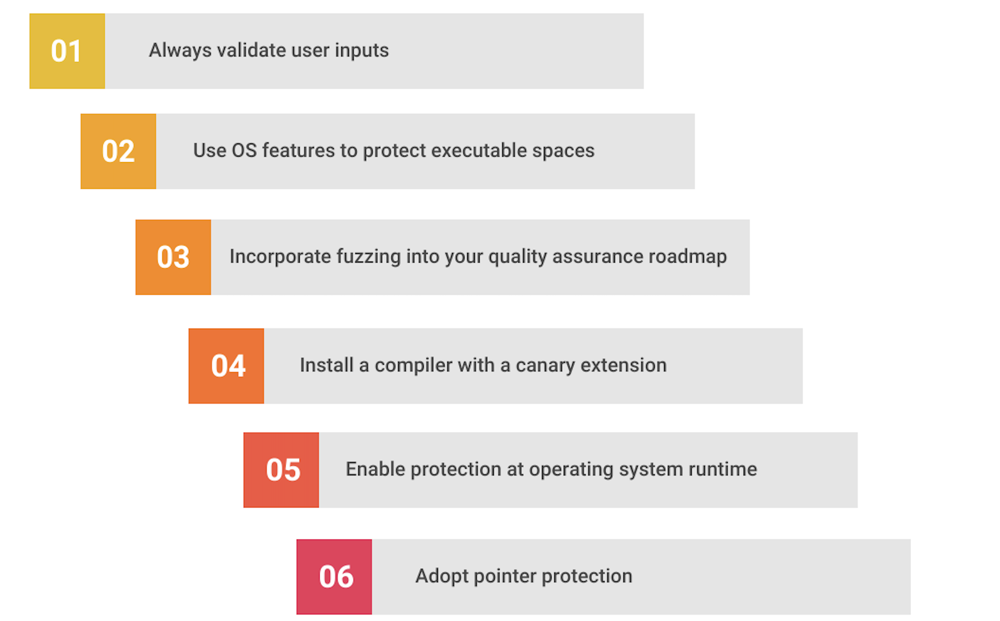 01 Always validate user inputs
02 Use OS features to protect executable spaces
03 Incorporate fuzzing into your quality assurance roadmap
04 Install a compiler with a canary extension
05 Enable protection at operating system runtime
06 Adopt pointer protection